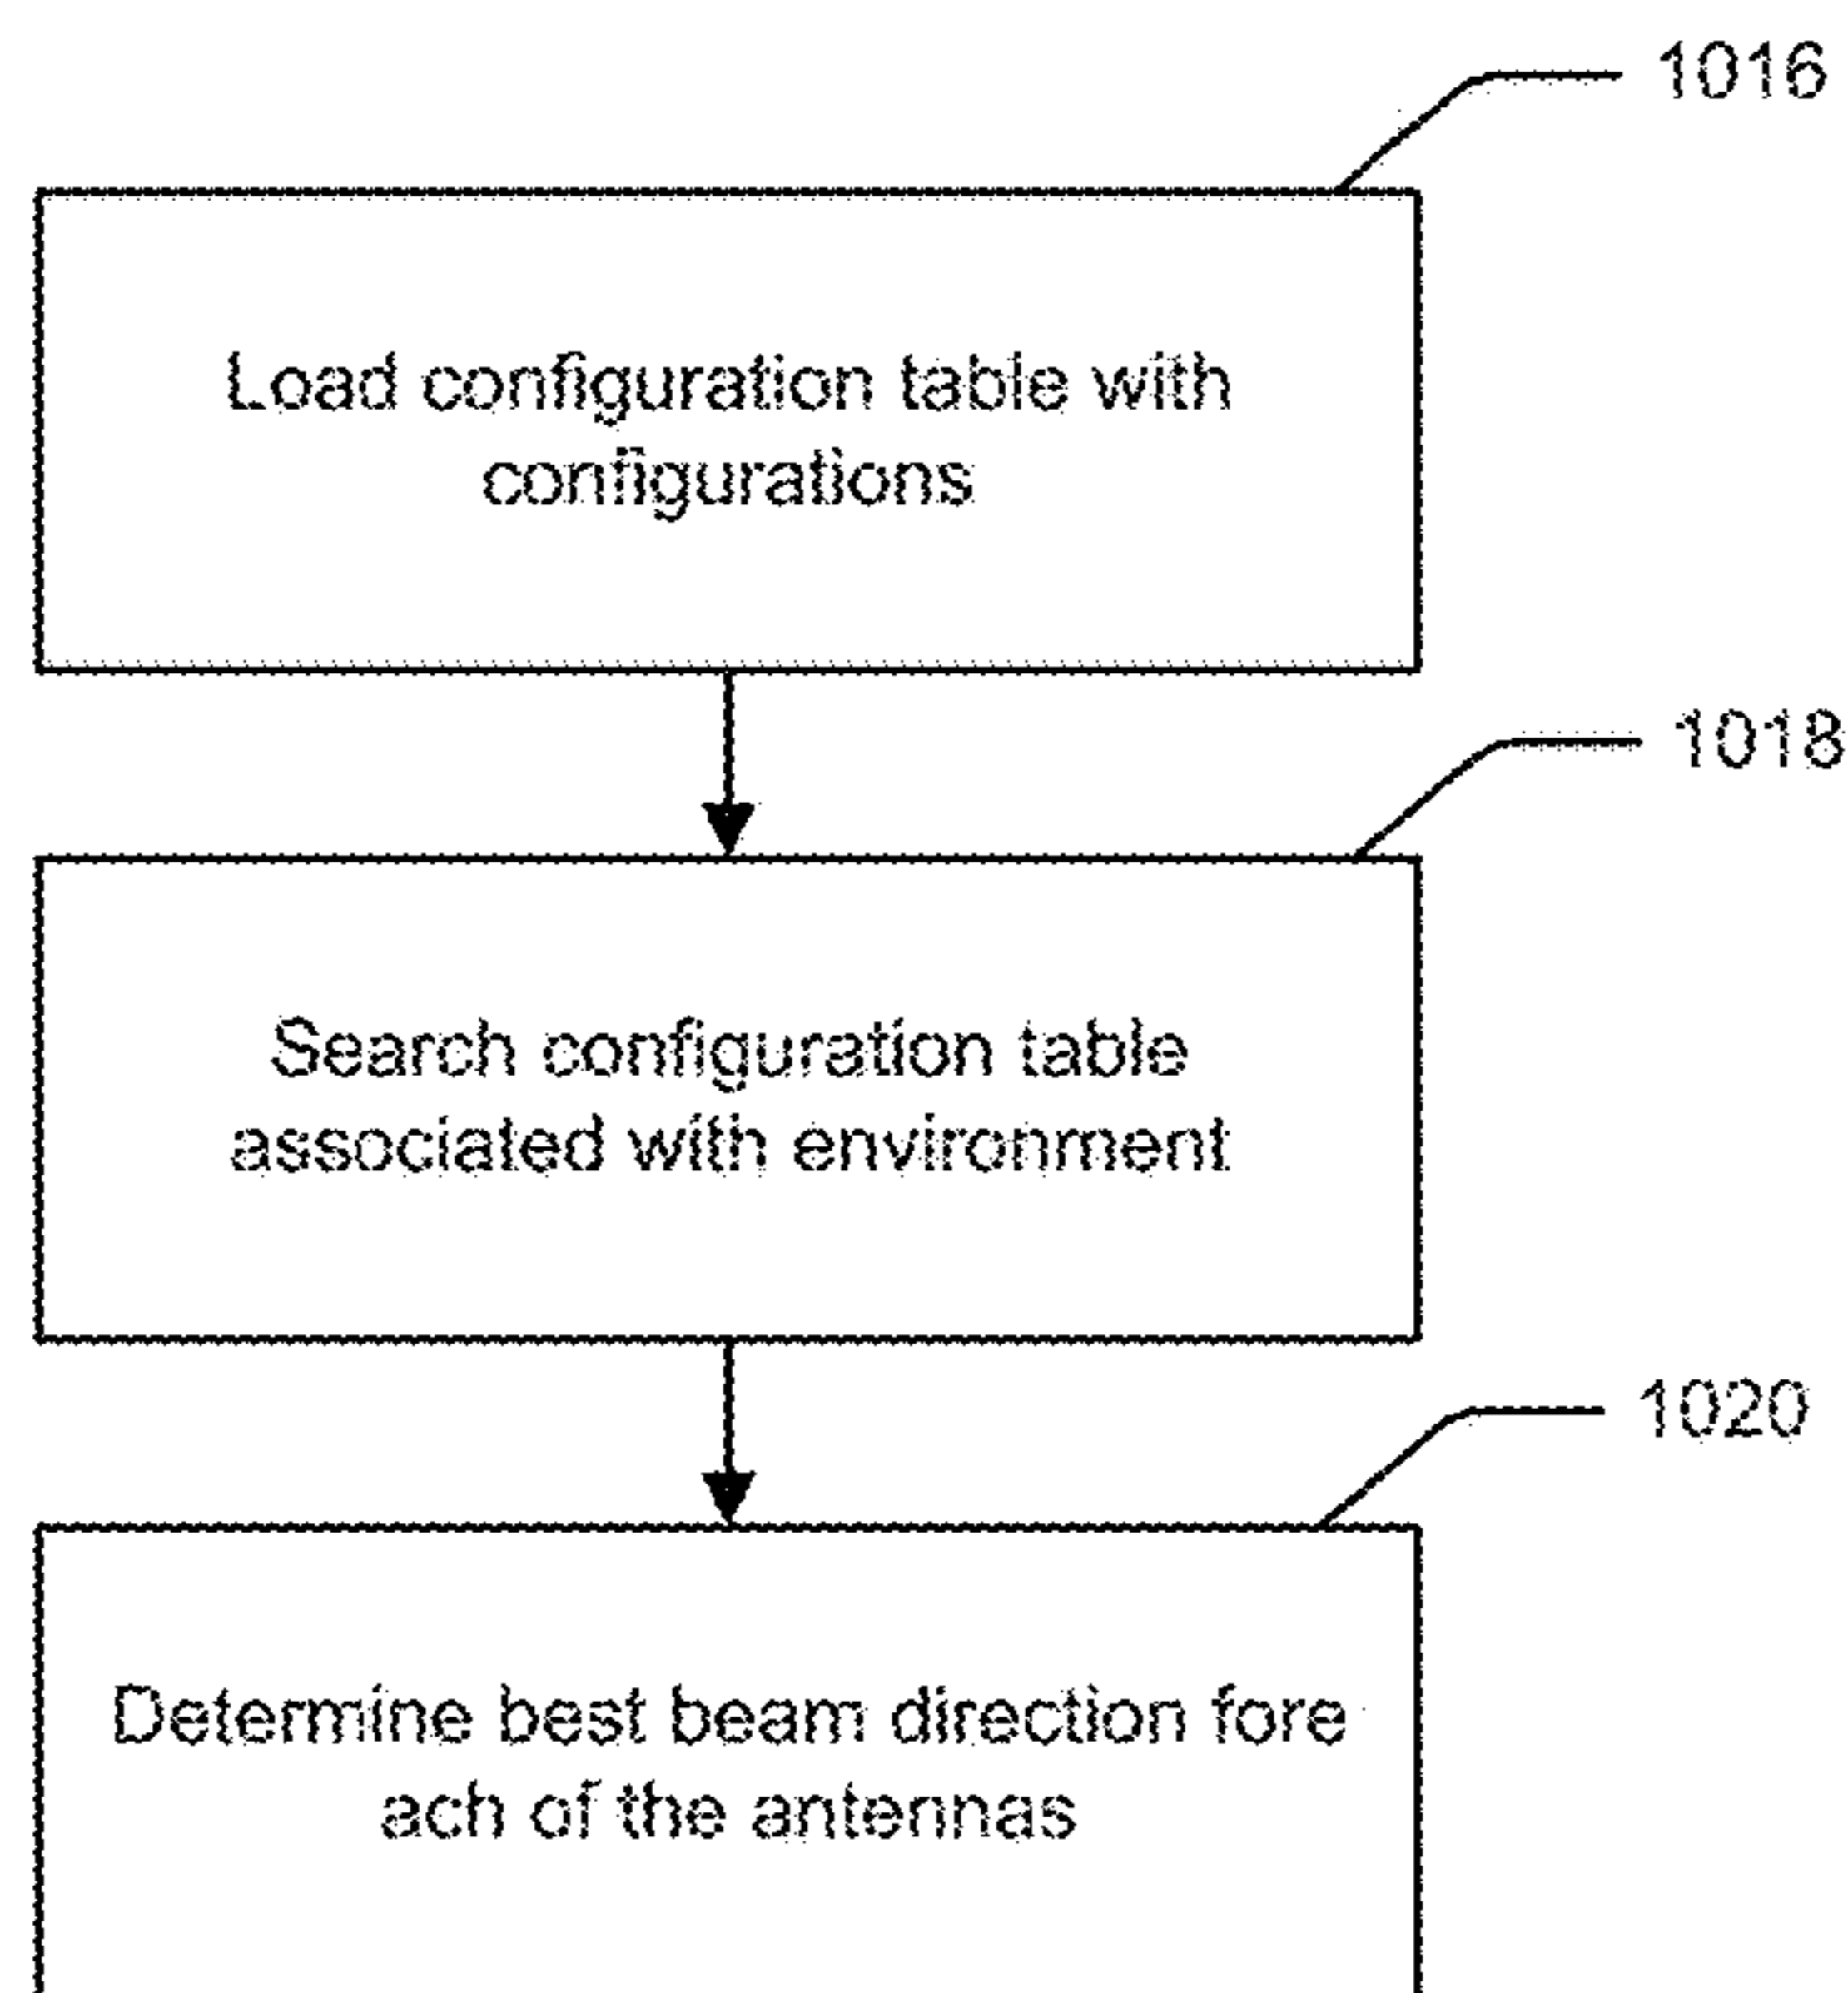 1016
Load configuration table with
configurations
1018
Search configuration table
associated with environment
1020
Determine best beam direction fore
ach of the antennas